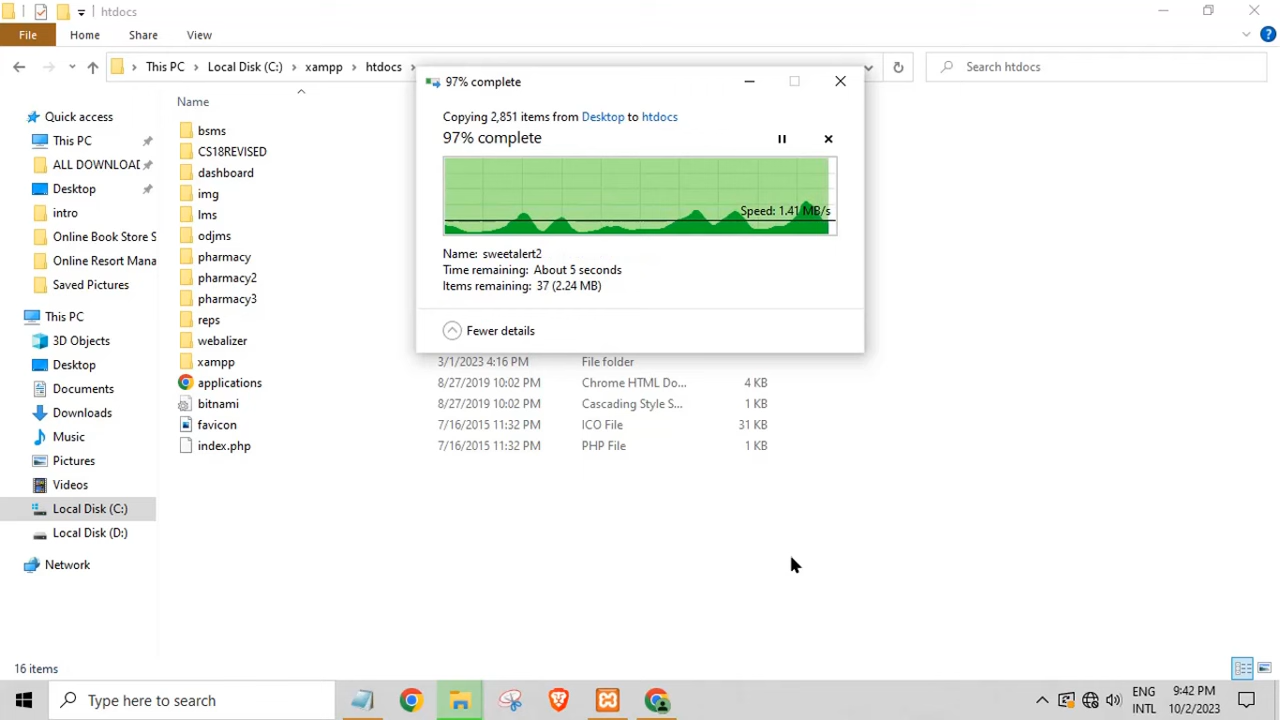 htdocs
File Home Share View
This PC Local Disk (C:) xampp htdocs
Search htdocs
97% complete
Copying 2,851 items from Desktop to htdocs
97% complete
Speed: 1.41 MB/s
Name: sweetalert2
Time remaining: About 5 seconds
Items remaining: 37 (2.24 MB)
Fewer details
Quick access
This PC
ALL DOWNLOAD
Desktop
intro
Online Book Store S
Online Resort Mana
Saved Pictures
This PC
3D Objects
Desktop
Documents
Downloads
Music
Pictures
Videos
Local Disk (C:)
Local Disk (D:)
Network
Name
bsms
CS18REVISED
dashboard
img
lms
odjms
pharmacy
pharmacy2
pharmacy3
reps
webalizer
xampp 3/1/2023 4:16 PM File folder
applications 8/27/2019 10:02 PM Chrome HTML Do... 4 KB
bitnami 8/27/2019 10:02 PM Cascading Style S... 1 KB
favicon 7/16/2015 11:32 PM ICO File 31 KB
index.php 7/16/2015 11:32 PM PHP File 1 KB
16 items
Type here to search
ENG
INTL
9:42 PM
10/2/2023